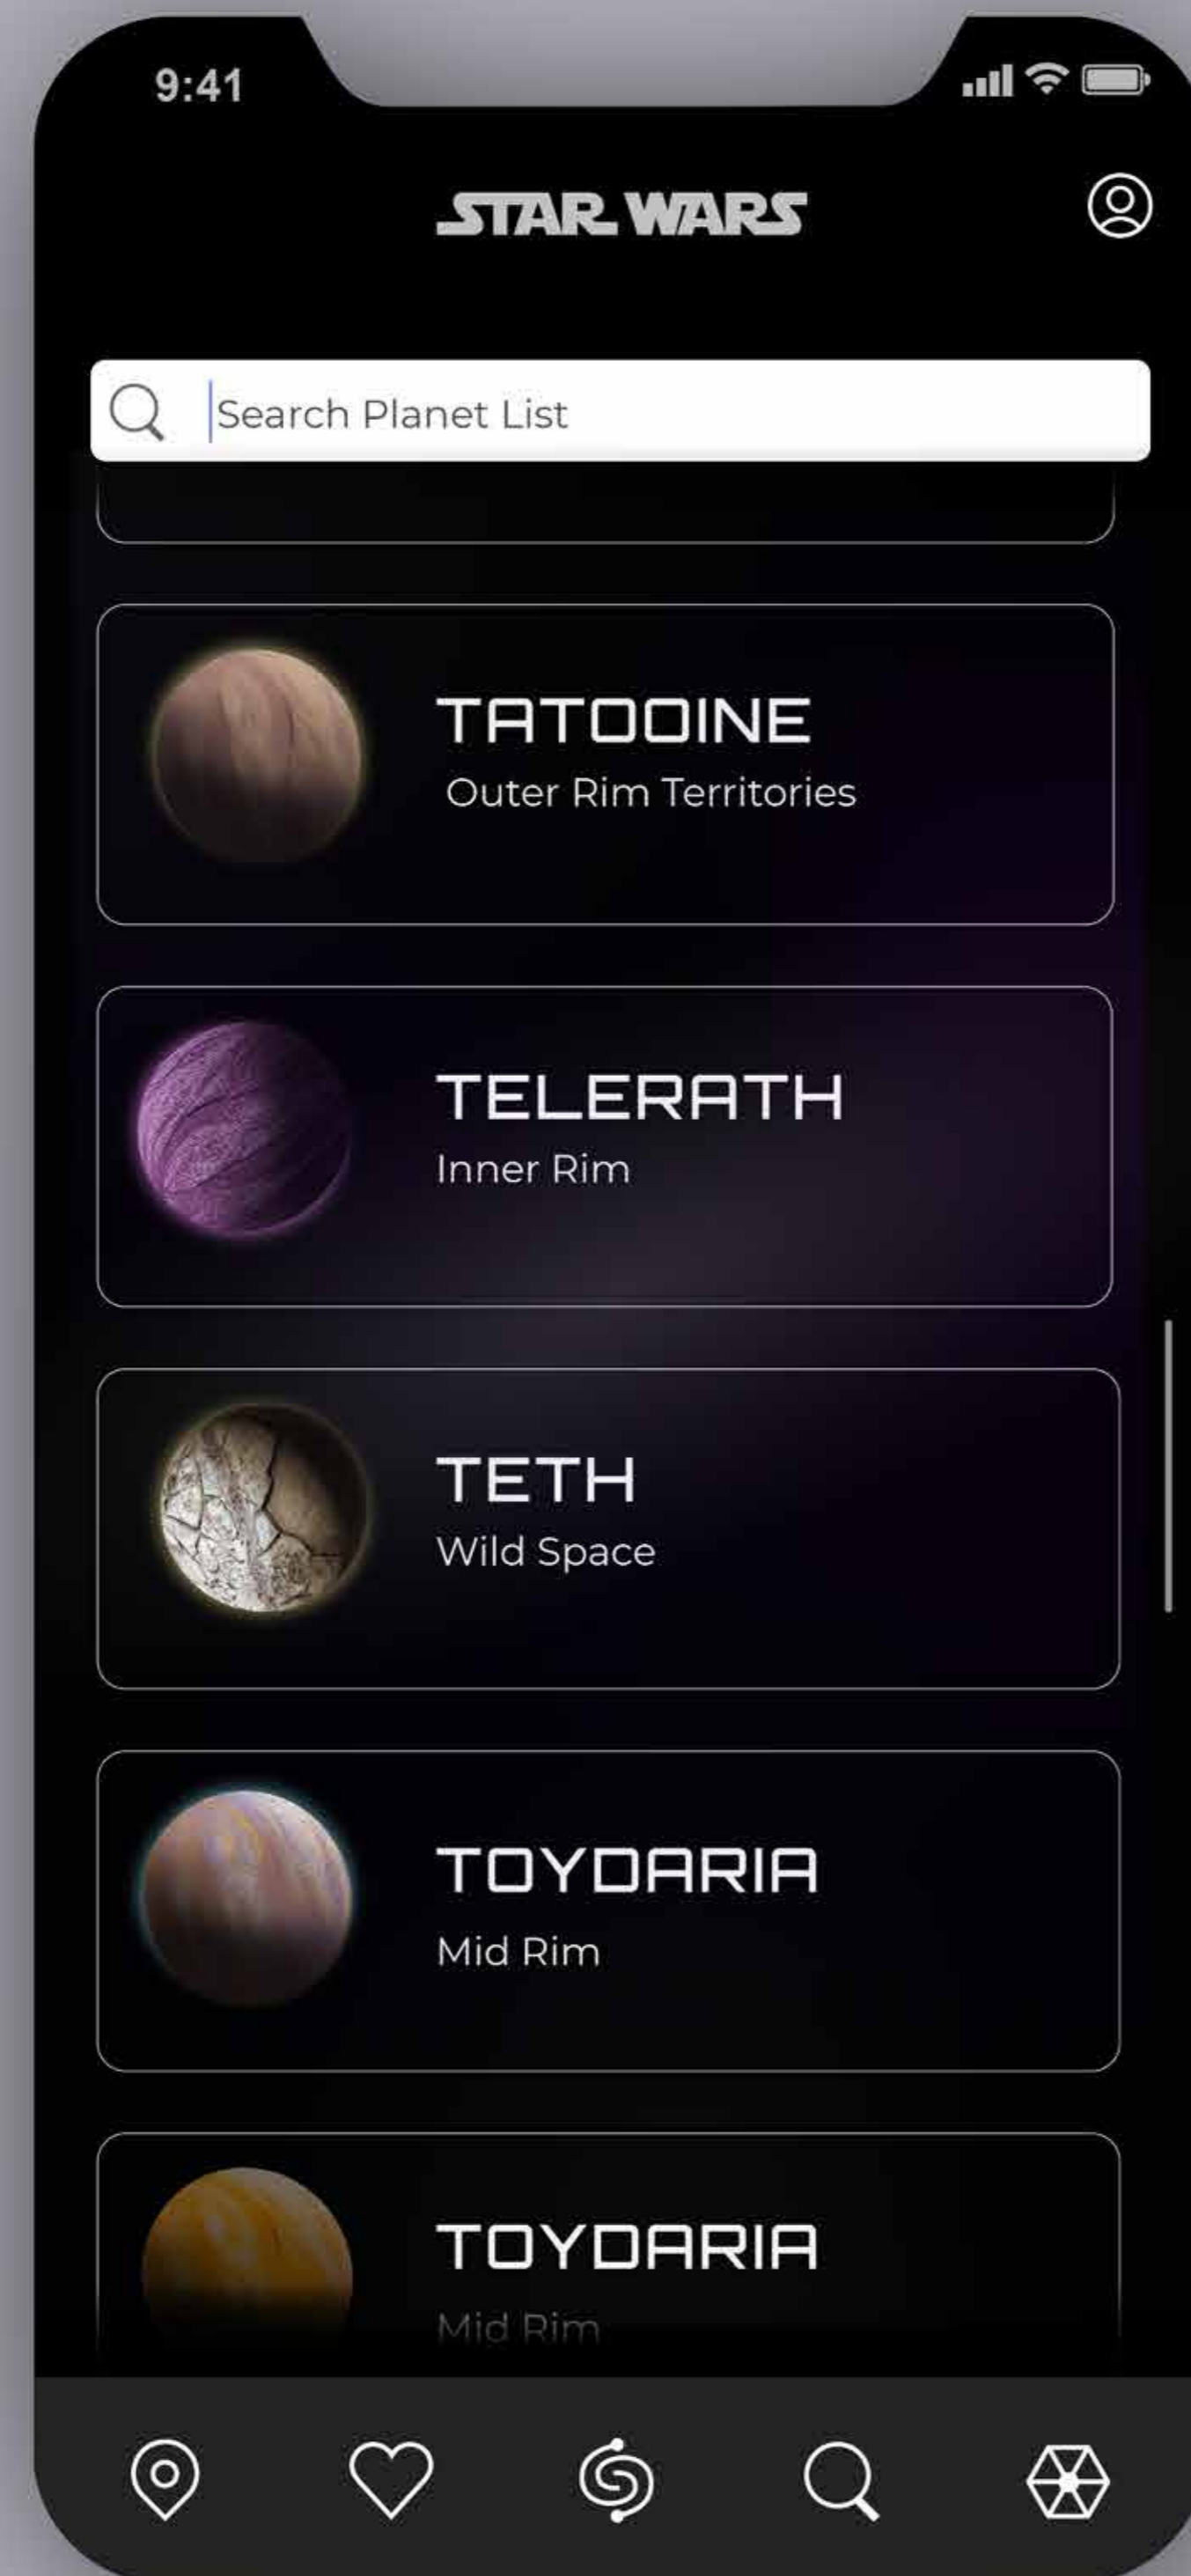 9:41
STAR WARS
Search Planet List
TATOOINE
Outer Rim Territories
TELERATH
Inner Rim
TETH
Wild Space
TOYDARIA
Mid Rim
TOYDARIA
Mid Rim